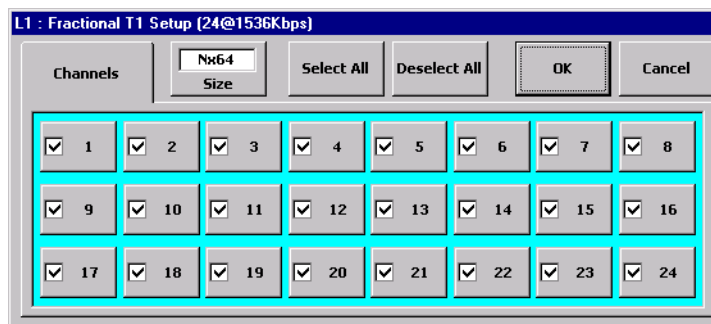 L1 : Fractional T1 Setup (24@1536Kbps)
Channels Nx64 Size Select All Deselect All OK Cancel
1 2 3 4 5 6 7 8
9 10 11 12 13 14 15 16
17 18 19 20 21 22 23 24